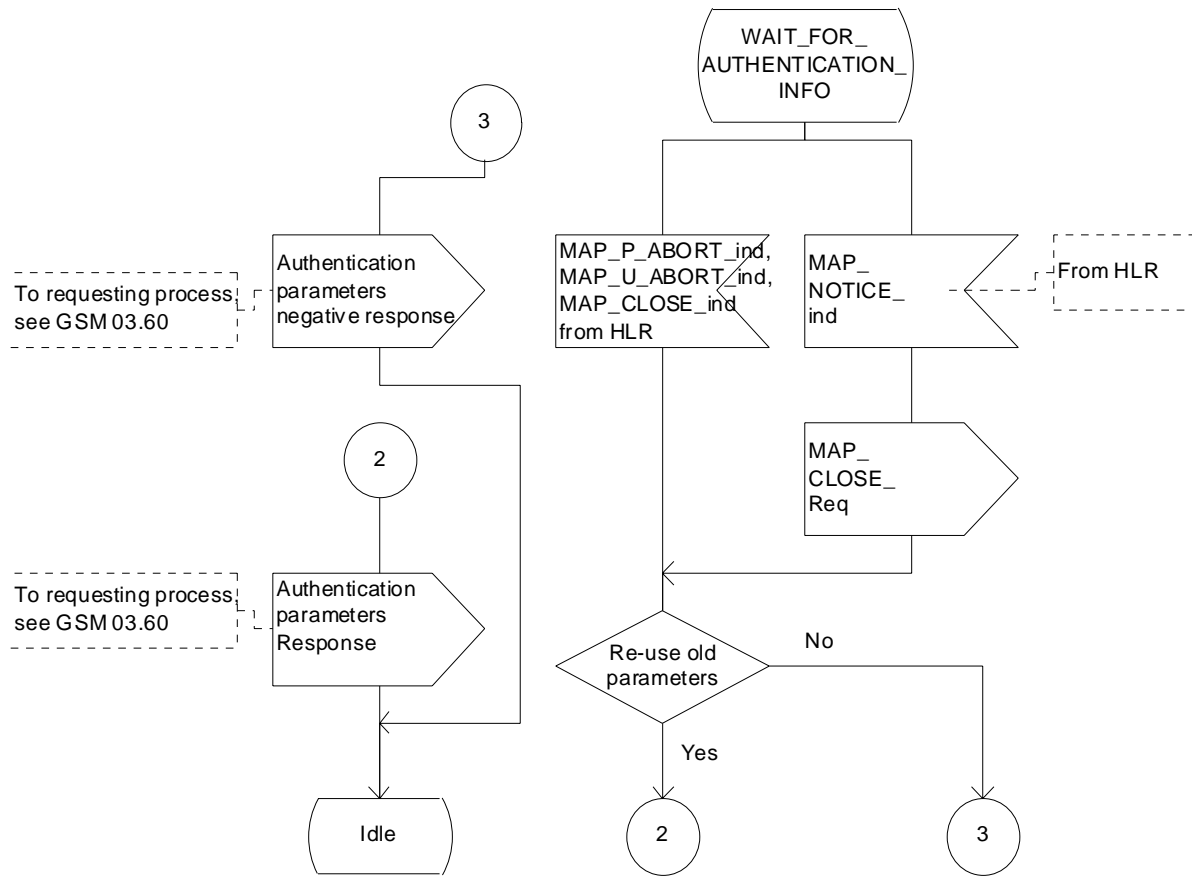 WAIT_FOR_
AUTHENTICATION_
INFO
3
Authentication
parameters
negative response
To requesting process,
see GSM 03.60
MAP_P_ABORT_ind,
MAP_U_ABORT_ind,
MAP_CLOSE_ind
from HLR
MAP_
NOTICE_
ind
From HLR
2
MAP_
CLOSE_
Req
To requesting process,
see GSM 03.60
Authentication
parameters
Response
Re-use old
parameters
No
Yes
Idle
2
3